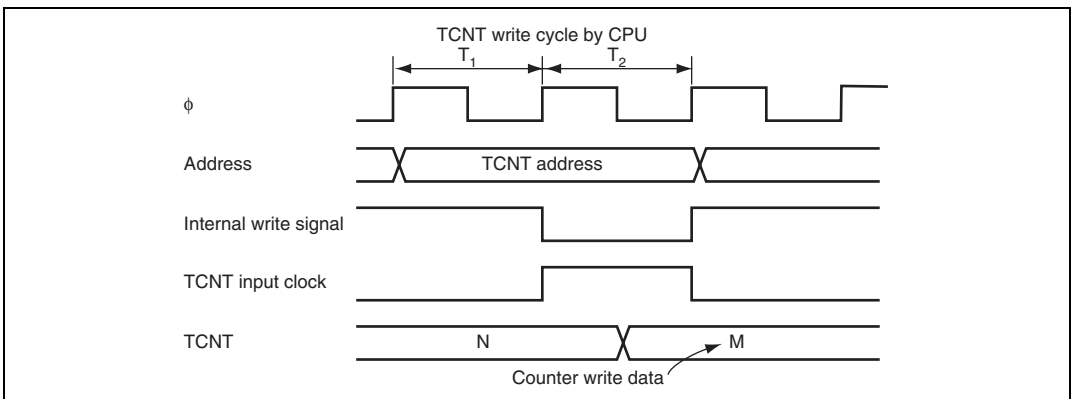 TCNT write cycle by CPU
T1 T2
ϕ
Address TCNT address
Internal write signal
TCNT input clock
TCNT N M
Counter write data